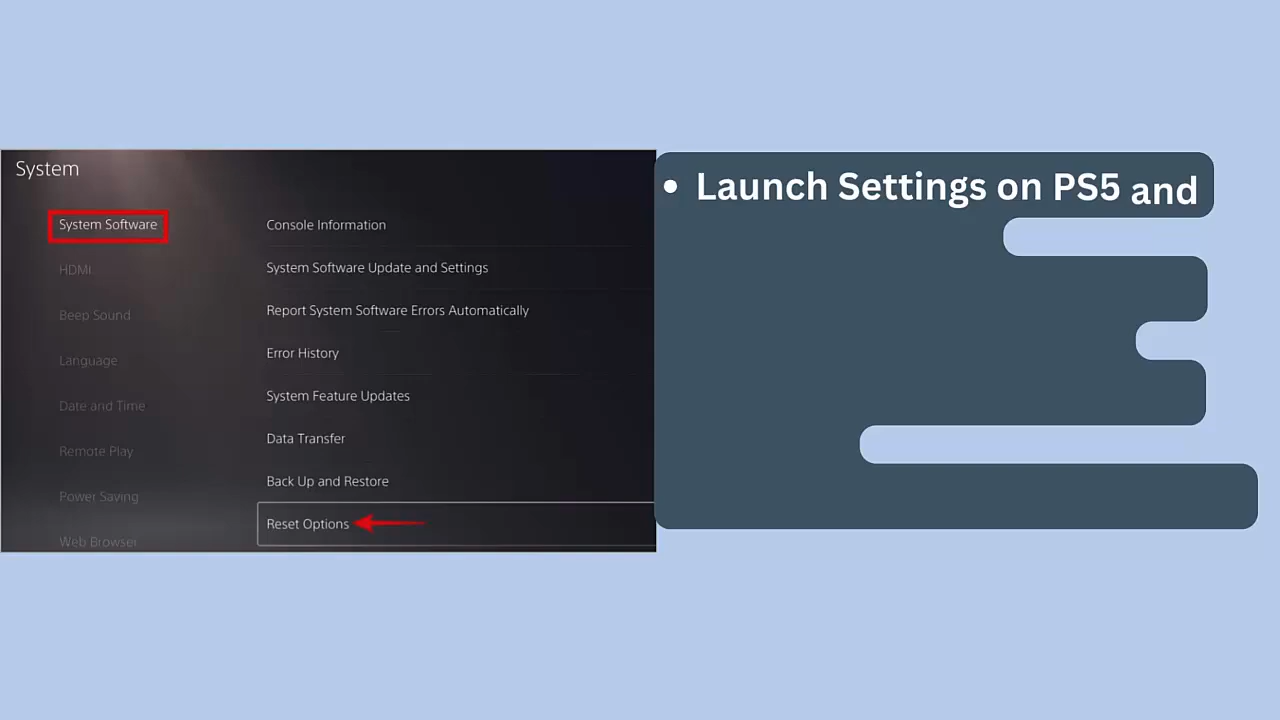 System
System Software
HDMI
Beep Sound
Language
Date and Time
Remote Play
Power Saving
Web Browser
Console Information
System Software Update and Settings
Report System Software Errors Automatically
Error History
System Feature Updates
Data Transfer
Back Up and Restore
Reset Options
• Launch Settings on PS5 and